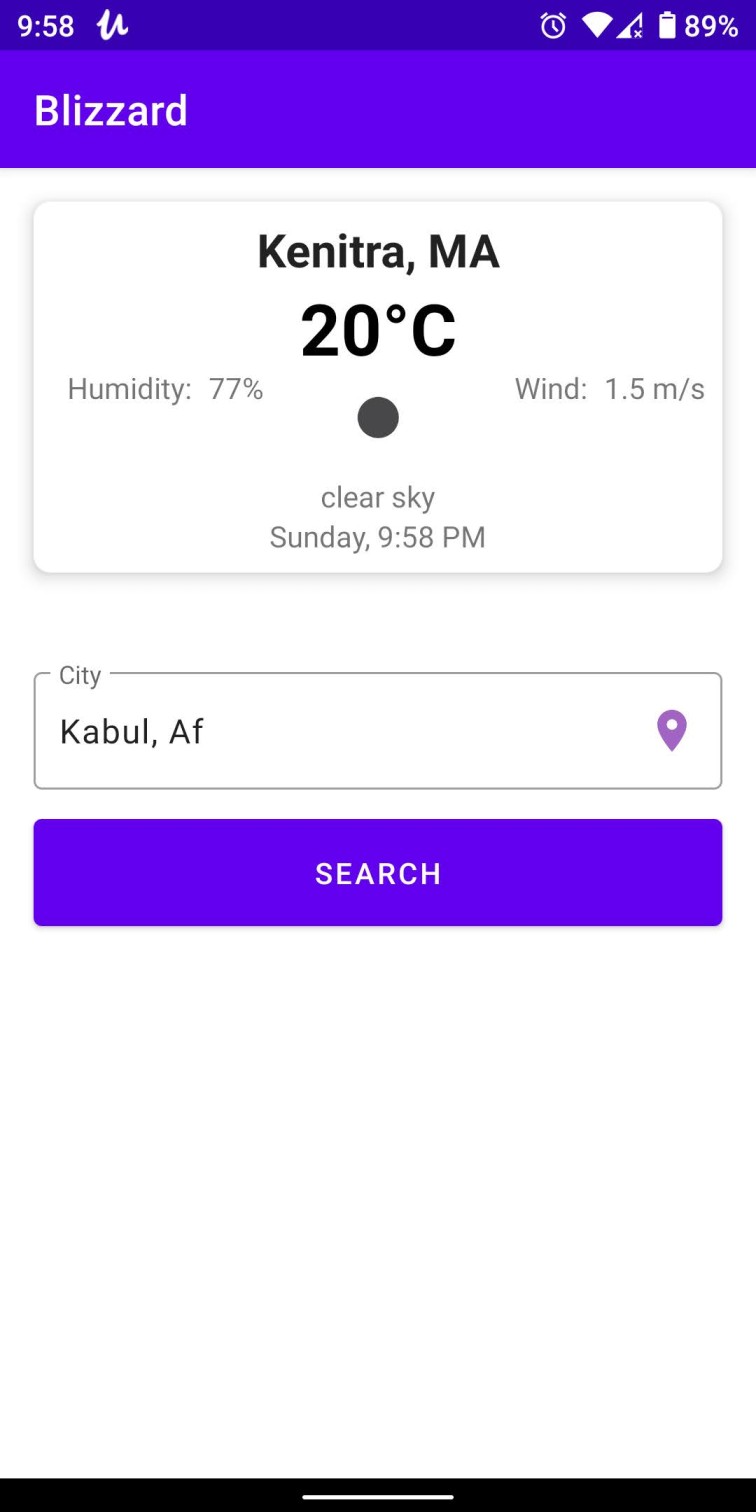 9:58 89%
Blizzard
Kenitra, MA
20°C
Humidity: 77% Wind: 1.5 m/s
clear sky
Sunday, 9:58 PM
City
Kabul, Af
SEARCH